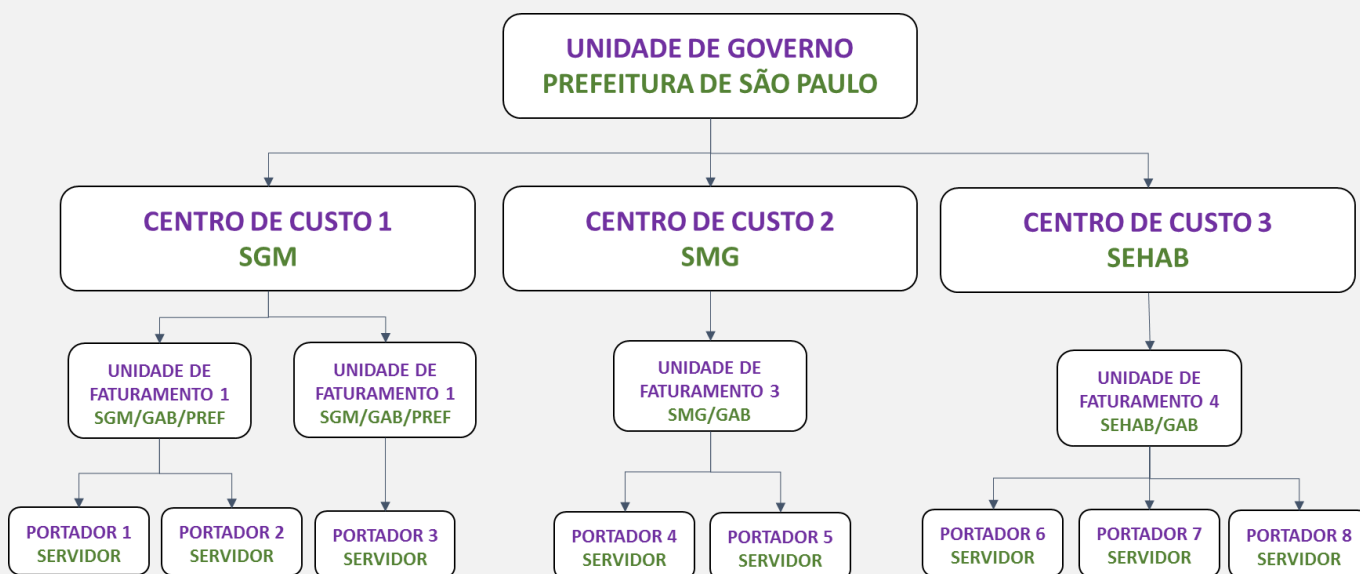 UNIDADE DE GOVERNO
PREFEITURA DE SÃO PAULO
CENTRO DE CUSTO 1
SGM
CENTRO DE CUSTO 2
SMG
CENTRO DE CUSTO 3
SEHAB
UNIDADE DE
FATURAMENTO 1
SGM/GAB/PREF
UNIDADE DE
FATURAMENTO 1
SGM/GAB/PREF
UNIDADE DE
FATURAMENTO 3
SMG/GAB
UNIDADE DE
FATURAMENTO 4
SEHAB/GAB
PORTADOR 1
SERVIDOR
PORTADOR 2
SERVIDOR
PORTADOR 3
SERVIDOR
PORTADOR 4
SERVIDOR
PORTADOR 5
SERVIDOR
PORTADOR 6
SERVIDOR
PORTADOR 7
SERVIDOR
PORTADOR 8
SERVIDOR